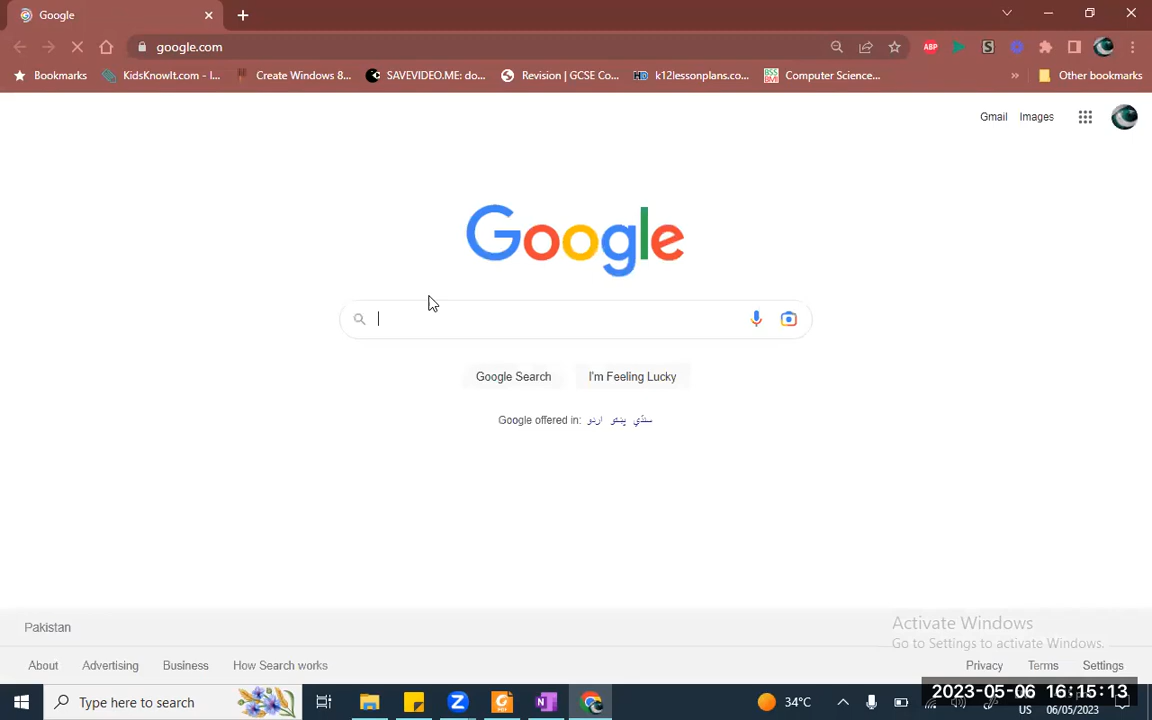 Google
google.com
ABP
S
Bookmarks
KidsKnowIt.com - l...
Create Windows 8...
SAVEVIDEO.ME: do...
Revision | GCSE Co...
k12lessonplans.co...
Computer Science...
»
Other bookmarks
Gmail Images
Google
Google Search
I'm Feeling Lucky
Google offered in: اردو پښتو سنڌي
Pakistan
Activate Windows
Go to Settings to activate Windows.
About Advertising Business How Search works
Privacy Terms Settings
Type here to search
34°C
2023-05-06 16:15:13
US 06/05/2023